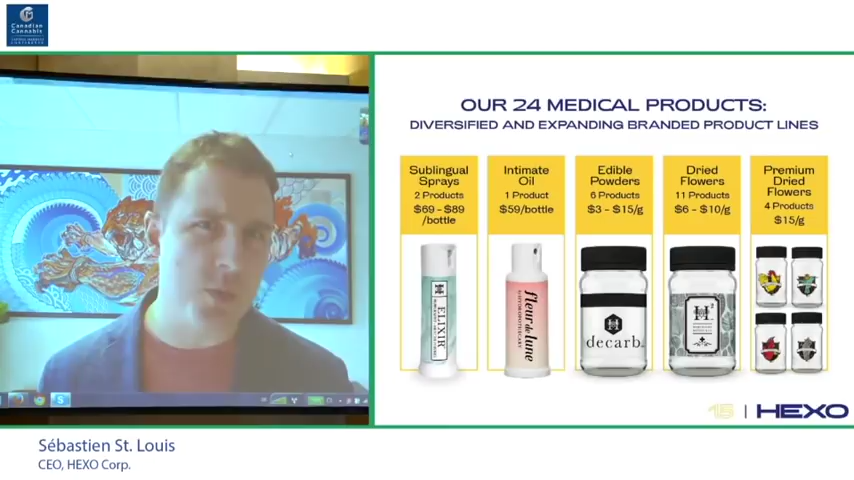 Canadian
Cannabis
OUR 24 MEDICAL PRODUCTS:
DIVERSIFIED AND EXPANDING BRANDED PRODUCT LINES
Sublingual
Sprays
2 Products
$69 – $89
/bottle
Intimate
Oil
1 Product
$59/bottle
Edible
Powders
6 Products
$3 – $15/g
Dried
Flowers
11 Products
$6 – $10/g
Premium
Dried
Flowers
4 Products
$15/g
ELIXIR
fleur de lune
decarb
H2
15 | HEXO
Sébastien St. Louis
CEO, HEXO Corp.